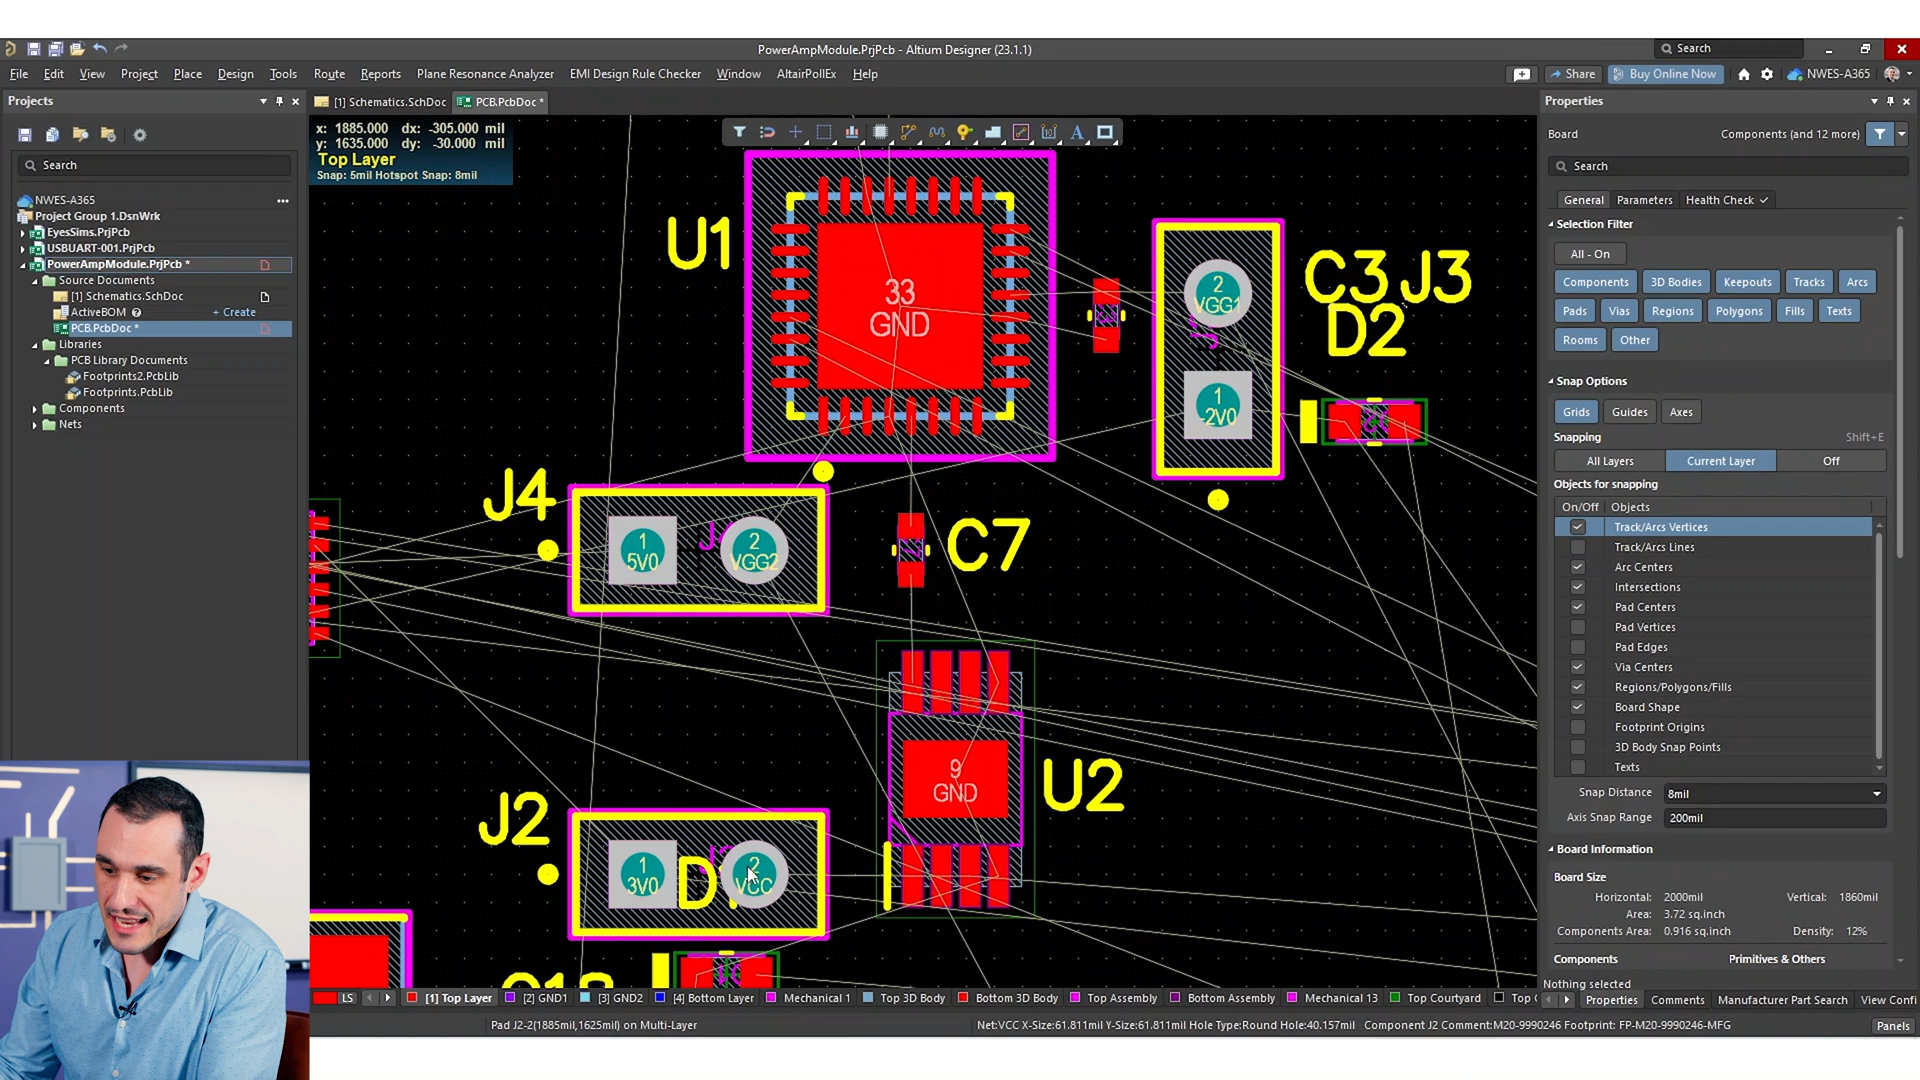 PowerAmpModule.PrjPcb - Altium Designer (23.1.1)
Search
File Edit View Project Place Design Tools Route Reports Plane Resonance Analyzer EMI Design Rule Checker Window AltairPollEx Help
Share
Buy Online Now
NWES-A365
Projects
[1] Schematics.SchDoc
PCB.PcbDoc *
Search
NWES-A365
Project Group 1.DsnWrk
EyesSims.PrjPcb
USBUART-001.PrjPcb
PowerAmpModule.PrjPcb *
Source Documents
[1] Schematics.SchDoc
ActiveBOM
+ Create
PCB.PcbDoc *
Libraries
PCB Library Documents
Footprints2.PcbLib
Footprints.PcbLib
Components
Nets
x: 1885.000 dx: -305.000 mil
y: 1635.000 dy: -30.000 mil
Top Layer
Snap: 5mil Hotspot Snap: 8mil
U1
33
GND
2
VGG1
1
-2V0
C3 J3
D2
J4
1
5V0
2
VGG2
C7
9
GND
U2
J2
1
3V0
2
VCC
Properties
Board
Components (and 12 more)
Search
General
Parameters
Health Check
Selection Filter
All - On
Components
3D Bodies
Keepouts
Tracks
Arcs
Pads
Vias
Regions
Polygons
Fills
Texts
Rooms
Other
Snap Options
Grids
Guides
Axes
Snapping
Shift+E
All Layers
Current Layer
Off
Objects for snapping
On/Off Objects
Track/Arcs Vertices
Track/Arcs Lines
Arc Centers
Intersections
Pad Centers
Pad Vertices
Pad Edges
Via Centers
Regions/Polygons/Fills
Board Shape
Footprint Origins
3D Body Snap Points
Texts
Snap Distance 8mil
Axis Snap Range 200mil
Board Information
Board Size
Horizontal: 2000mil Vertical: 1860mil
Area: 3.72 sq.inch
Components Area: 0.916 sq.inch Density: 12%
Components Primitives & Others
Nothing selected
LS
[1] Top Layer
[2] GND1
[3] GND2
[4] Bottom Layer
Mechanical 1
Top 3D Body
Bottom 3D Body
Top Assembly
Bottom Assembly
Mechanical 13
Top Courtyard
Properties
Comments
Manufacturer Part Search
View Confi
Pad J2-2(1885mil,1625mil) on Multi-Layer
Net:VCC X-Size:61.811mil Y-Size:61.811mil Hole Type:Round Hole:40.157mil Component J2 Comment:M20-9990246 Footprint: FP-M20-9990246-MFG
Panels